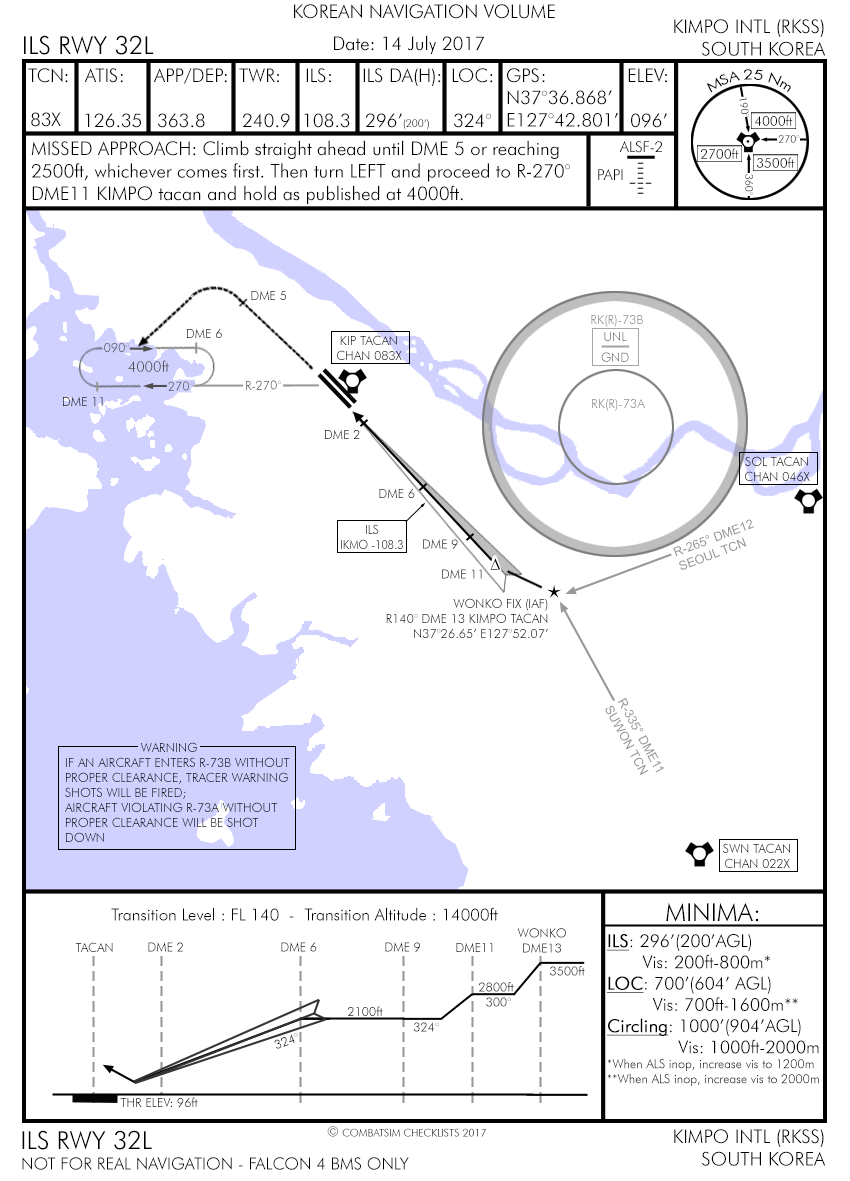 KOREAN NAVIGATION VOLUME
ILS RWY 32L
Date: 14 July 2017
KIMPO INTL (RKSS)
SOUTH KOREA
TCN:
83X
ATIS:
126.35
APP/DEP:
363.8
TWR:
240.9
ILS:
108.3
ILS DA(H):
296'(200')
LOC:
324°
GPS:
N37°36.868'
E127°42.801'
ELEV:
096'
MSA 25 Nm
190°
4000ft
270°
2700ft
3500ft
360°
MISSED APPROACH: Climb straight ahead until DME 5 or reaching
2500ft, whichever comes first. Then turn LEFT and proceed to R-270°
DME11 KIMPO tacan and hold as published at 4000ft.
ALSF-2
PAPI
DME 5
DME 6
090°
4000ft
270°
DME 11
R-270°
KIP TACAN
CHAN 083X
RK(R)-73B
UNL
GND
RK(R)-73A
DME 2
SOL TACAN
CHAN 046X
DME 6
ILS
IKMO -108.3
DME 9
DME 11
R-265° DME12
SEOUL TCN
WONKO FIX (IAF)
R140° DME 13 KIMPO TACAN
N37°26.65' E127°52.07'
R-335° DME11
SUWON TCN
WARNING
IF AN AIRCRAFT ENTERS R-73B WITHOUT
PROPER CLEARANCE, TRACER WARNING
SHOTS WILL BE FIRED;
AIRCRAFT VIOLATING R-73A WITHOUT
PROPER CLEARANCE WILL BE SHOT
DOWN
SWN TACAN
CHAN 022X
Transition Level : FL 140 - Transition Altitude : 14000ft
TACAN
DME 2
DME 6
DME 9
DME11
WONKO
DME13
3500ft
2800ft
300°
2100ft
324°
324°
THR ELEV: 96ft
MINIMA:
ILS: 296'(200'AGL)
Vis: 200ft-800m*
LOC: 700'(604' AGL)
Vis: 700ft-1600m**
Circling: 1000'(904'AGL)
Vis: 1000ft-2000m
*When ALS inop, increase vis to 1200m
**When ALS inop, increase vis to 2000m
ILS RWY 32L
NOT FOR REAL NAVIGATION - FALCON 4 BMS ONLY
© COMBATSIM CHECKLISTS 2017
KIMPO INTL (RKSS)
SOUTH KOREA